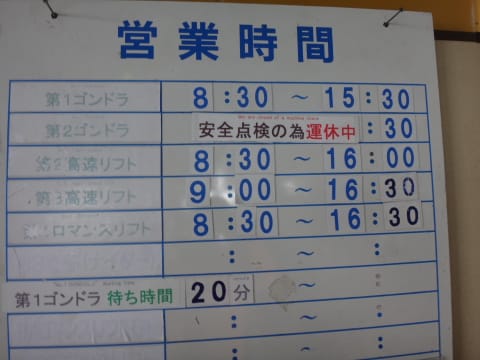 営業時間
第1ゴンドラ 8:30 ～ 15:30
第2ゴンドラ 安全点検の為運休中 :30
第2高速リフト 8:30 ～ 16:00
第3高速リフト 9:00 ～ 16:30
ロマンスリフト 8:30 ～ 16:30
～ :
第1ゴンドラ 待ち時間 20分 ～ :
: ～ :
: ～ :